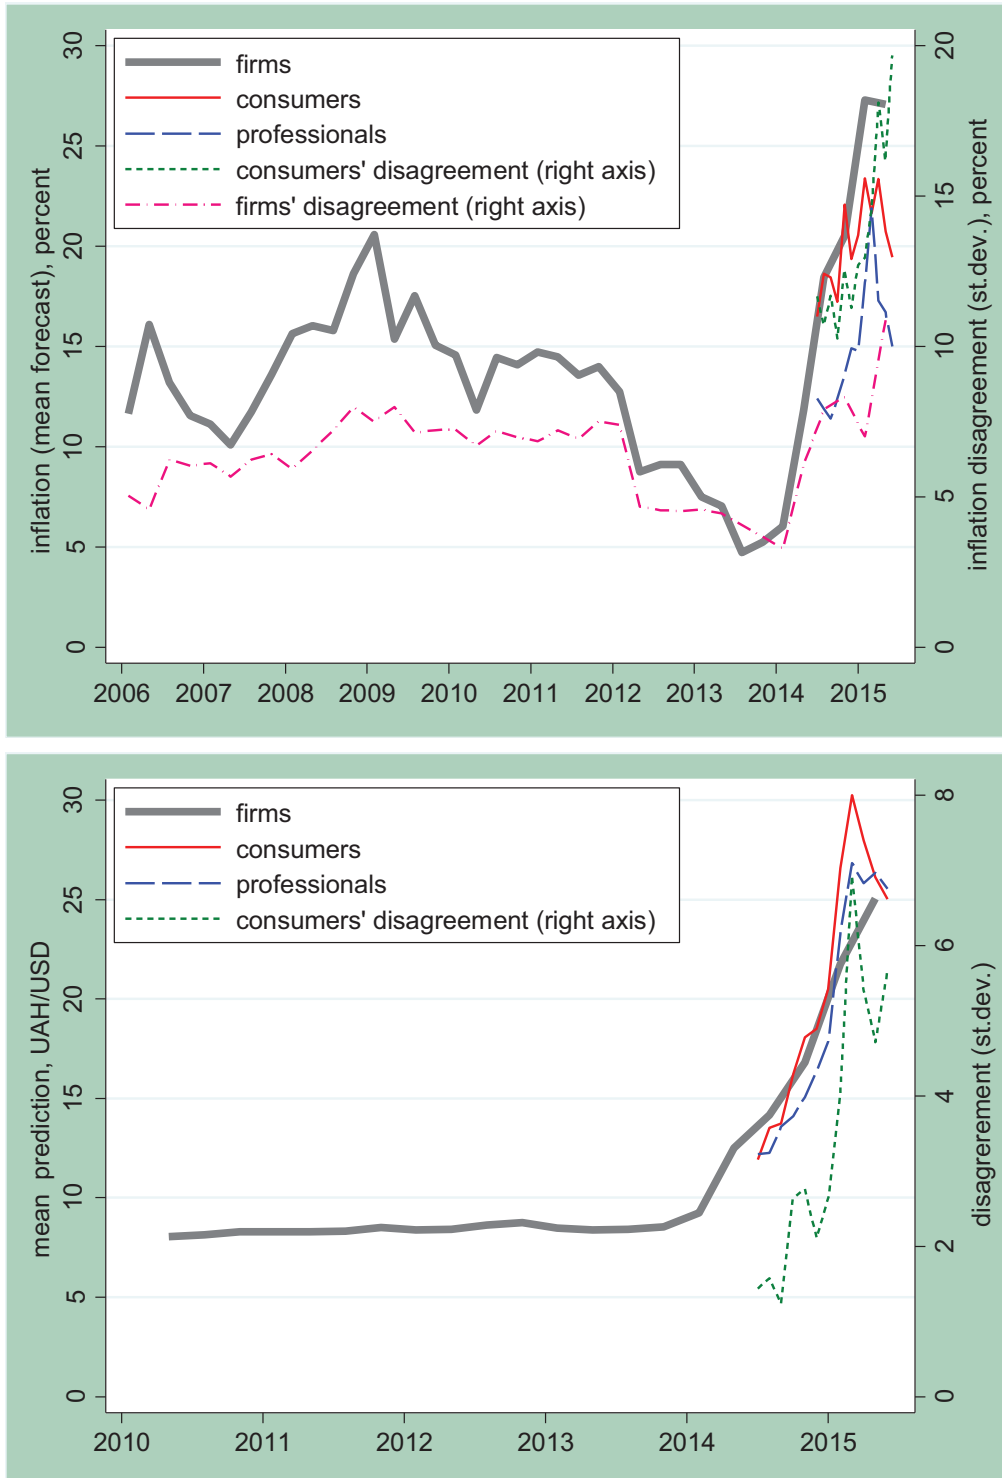 30
25
20
15
10
5
0
inflation (mean forecast), percent
firms
consumers
professionals
consumers' disagreement (right axis)
firms' disagreement (right axis)
20
15
10
5
0
inflation disagreement (st.dev.), percent
2006 2007 2008 2009 2010 2011 2012 2013 2014 2015
30
25
20
15
10
5
0
mean prediction, UAH/USD
firms
consumers
professionals
consumers' disagreement (right axis)
8
6
4
2
0
disagrerement (st.dev.)
2010 2011 2012 2013 2014 2015